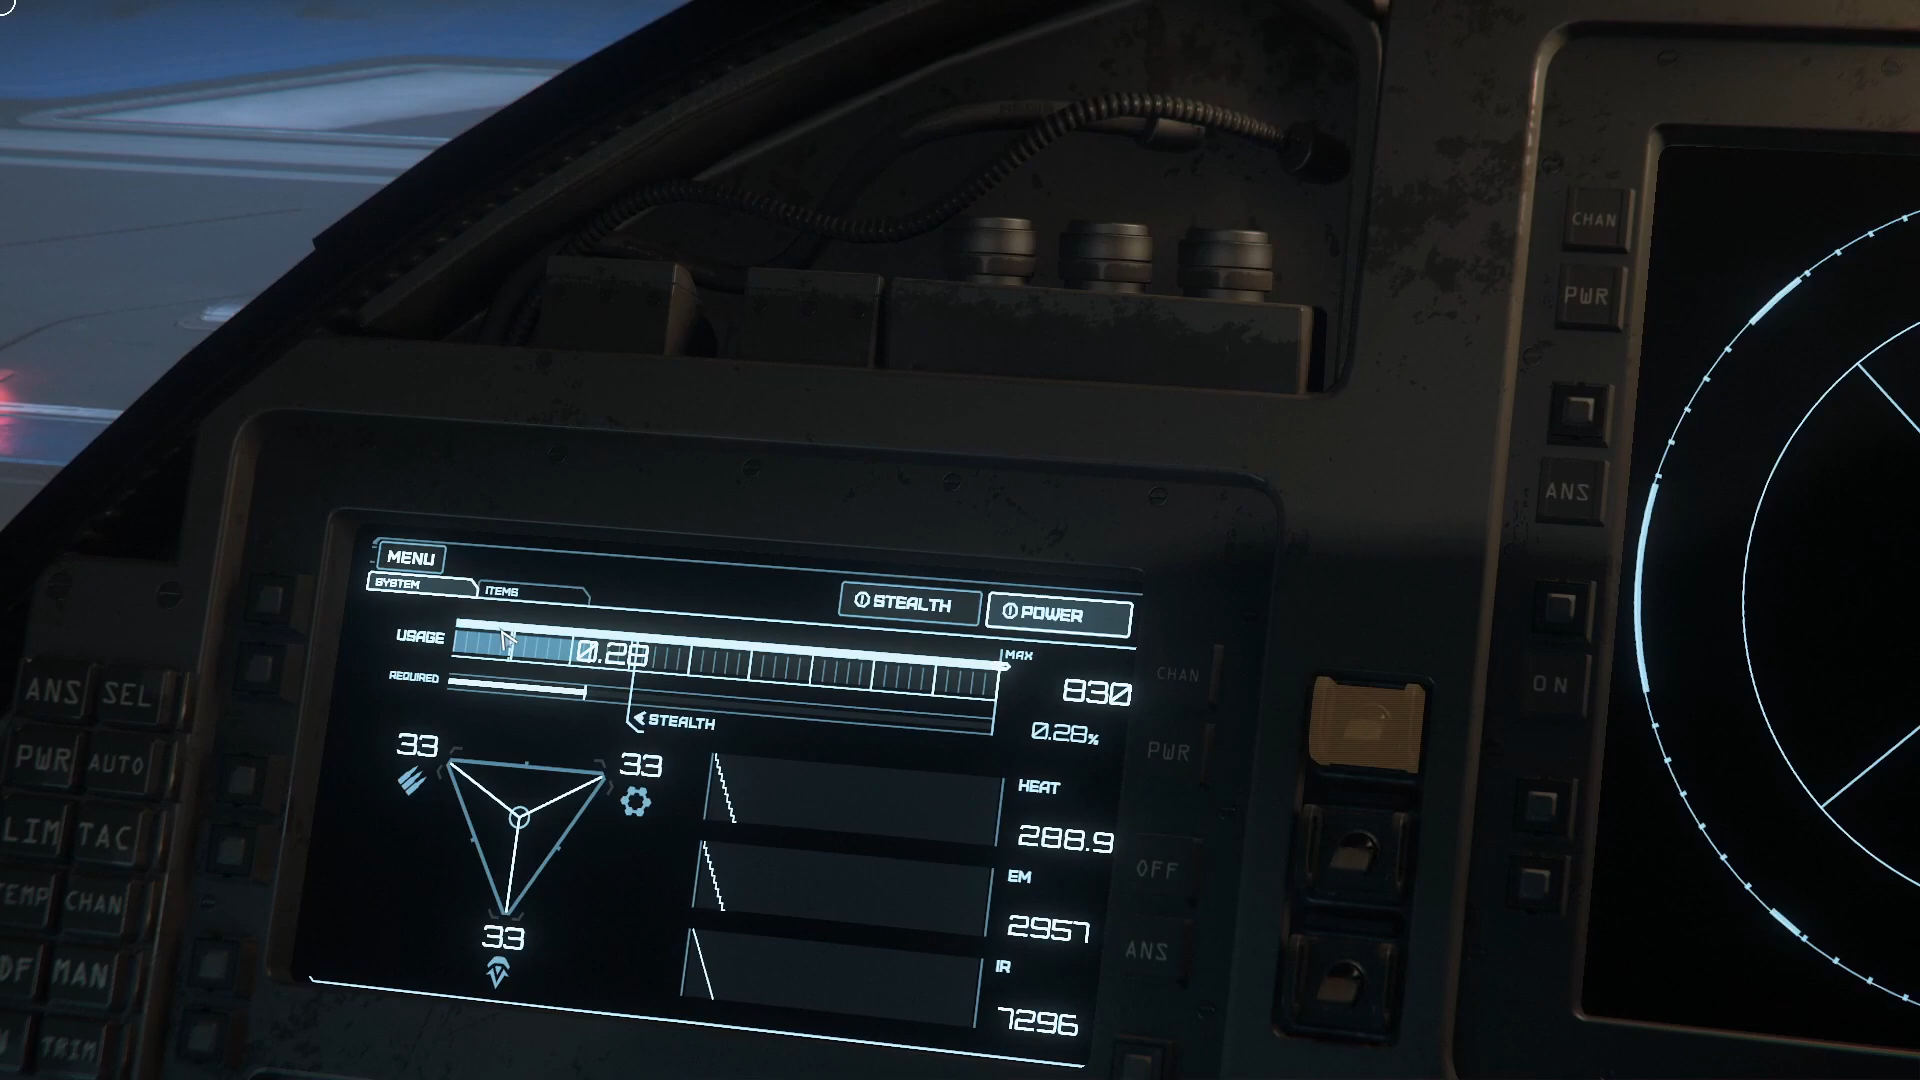 CHAN
PWR
ANS
ON
MENU
SYSTEM
ITEMS
STEALTH
POWER
USAGE
0.28
MAX
830
REQUIRED
0.28%
STEALTH
33
33
33
HEAT
288.9
EM
2957
IR
7296
CHAN
PWR
OFF
ANS
ANS SEL
PWR AUTO
LIM TAC
TEMP CHAN
DF MAN
TRIM